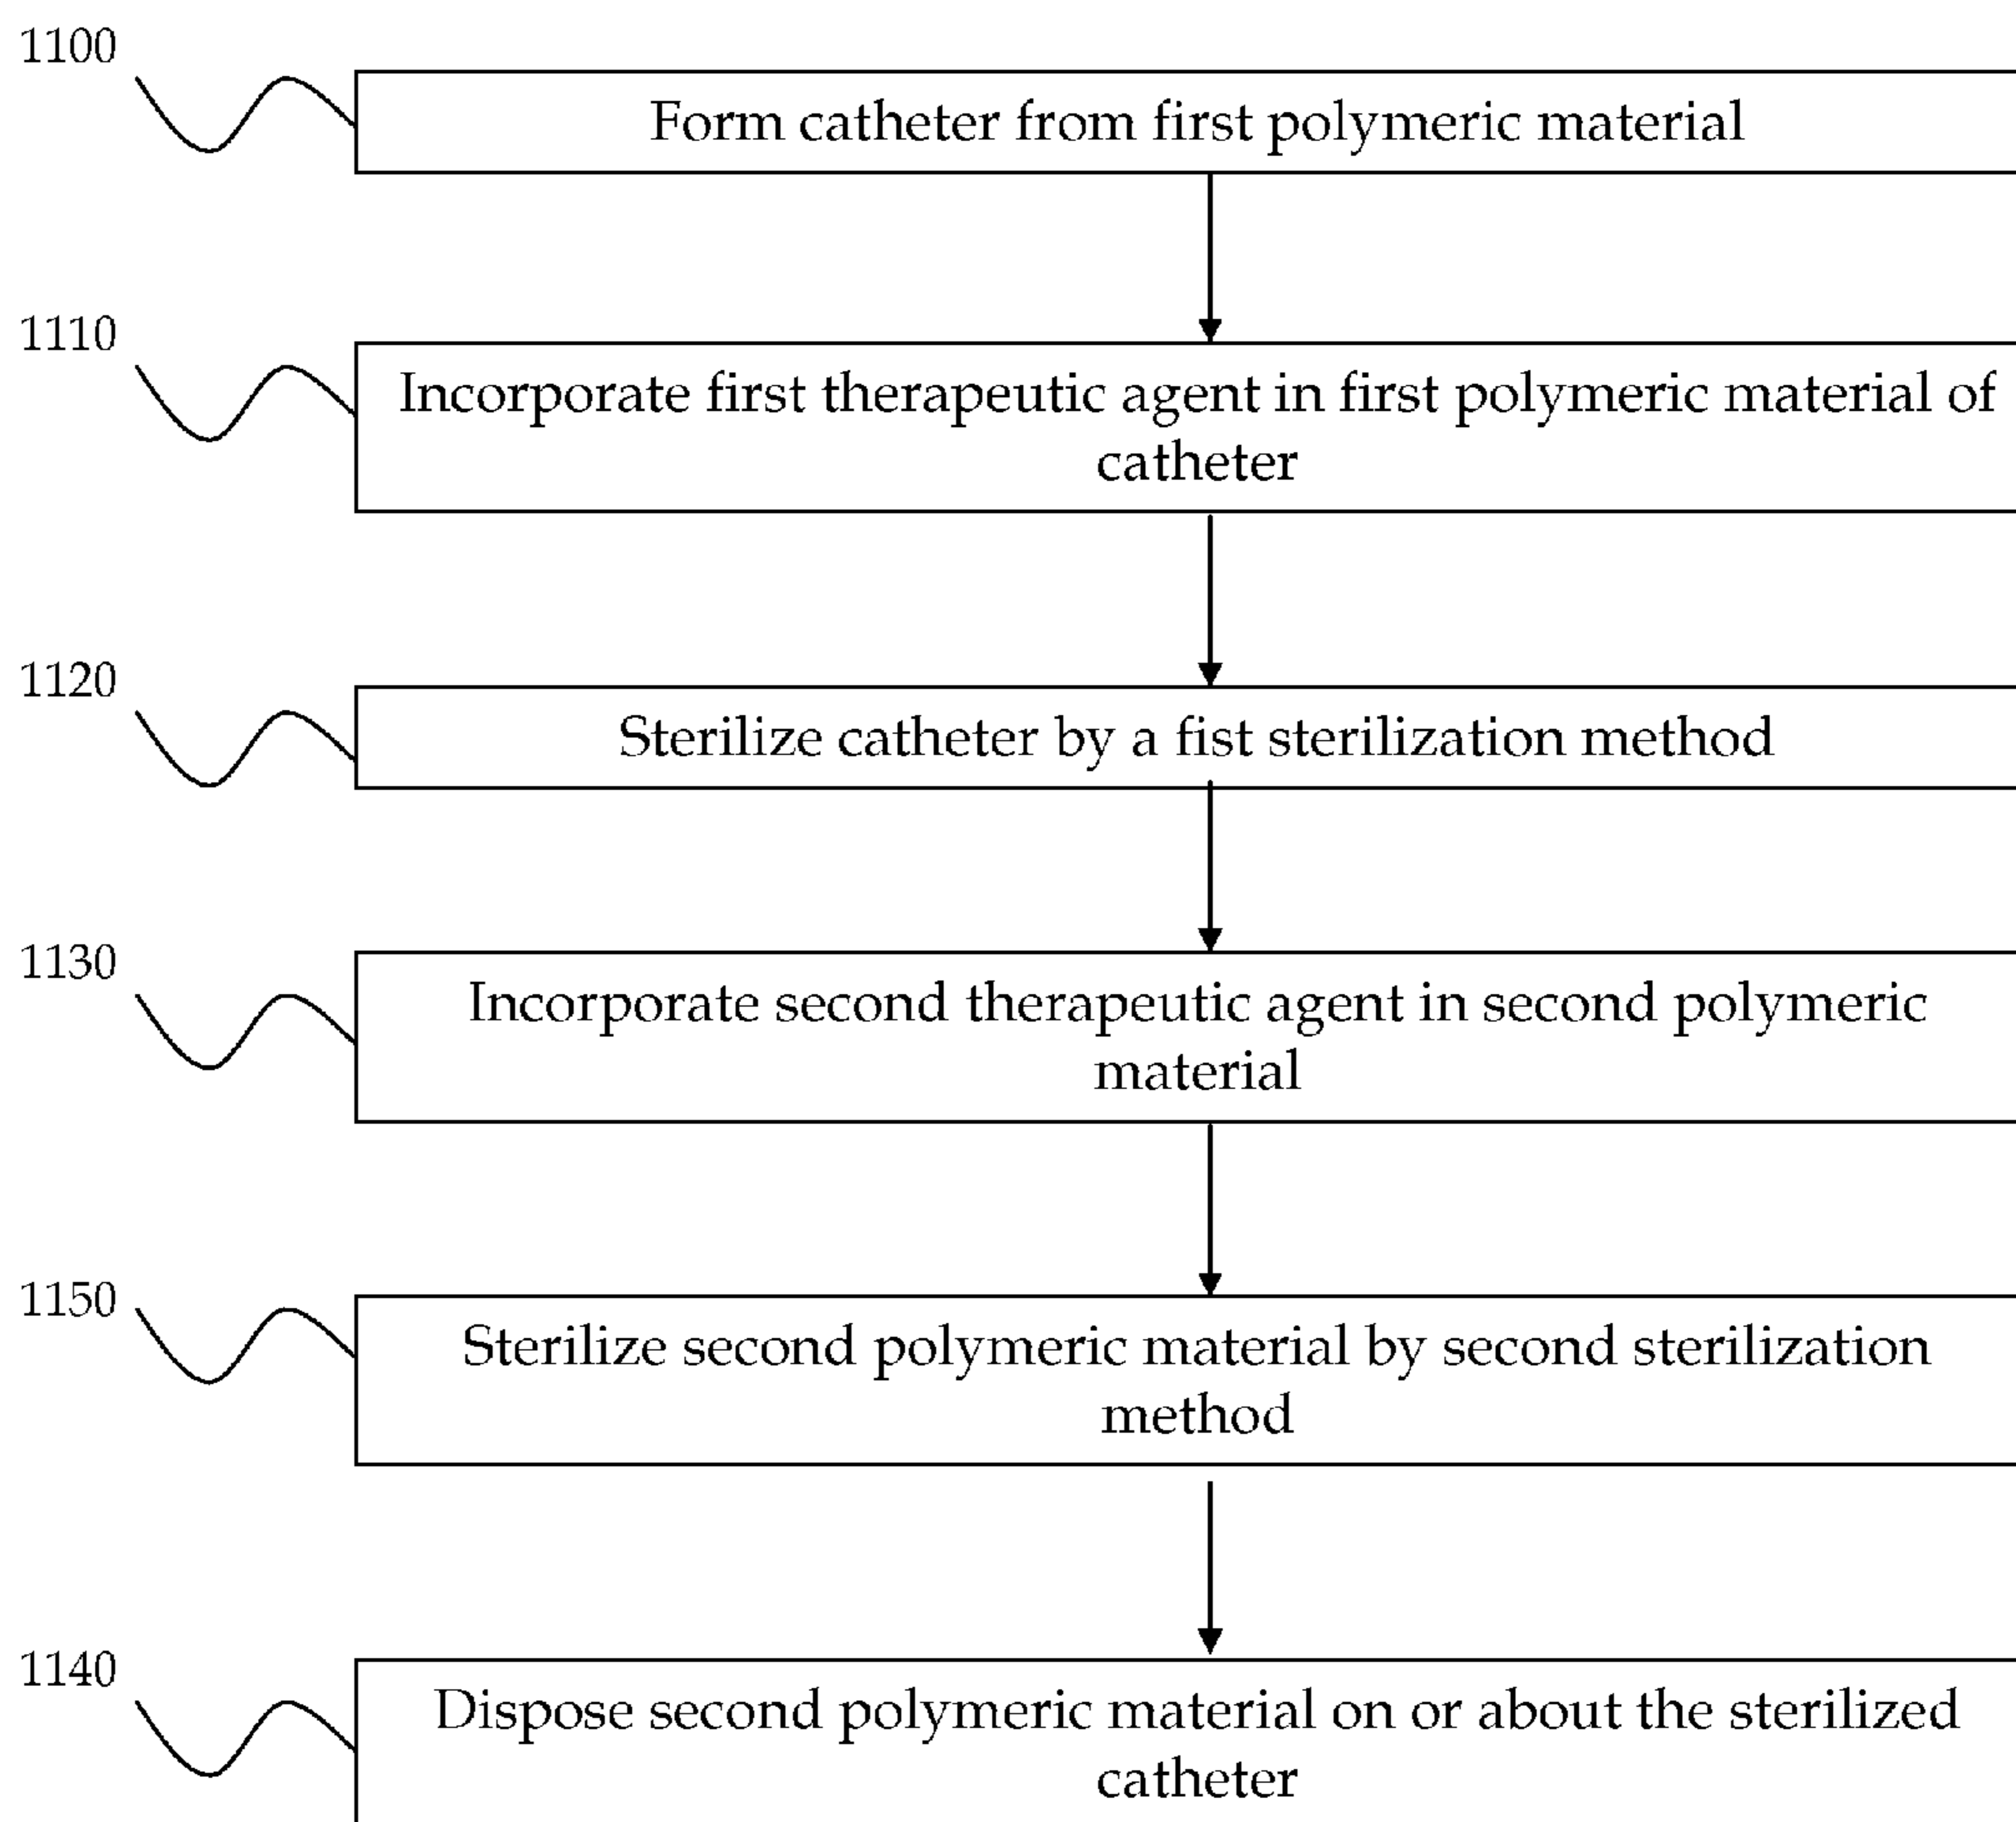 1100
Form catheter from first polymeric material
1110
Incorporate first therapeutic agent in first polymeric material of
catheter
1120
Sterilize catheter by a fist sterilization method
1130
Incorporate second therapeutic agent in second polymeric
material
1150
Sterilize second polymeric material by second sterilization
method
1140
Dispose second polymeric material on or about the sterilized
catheter